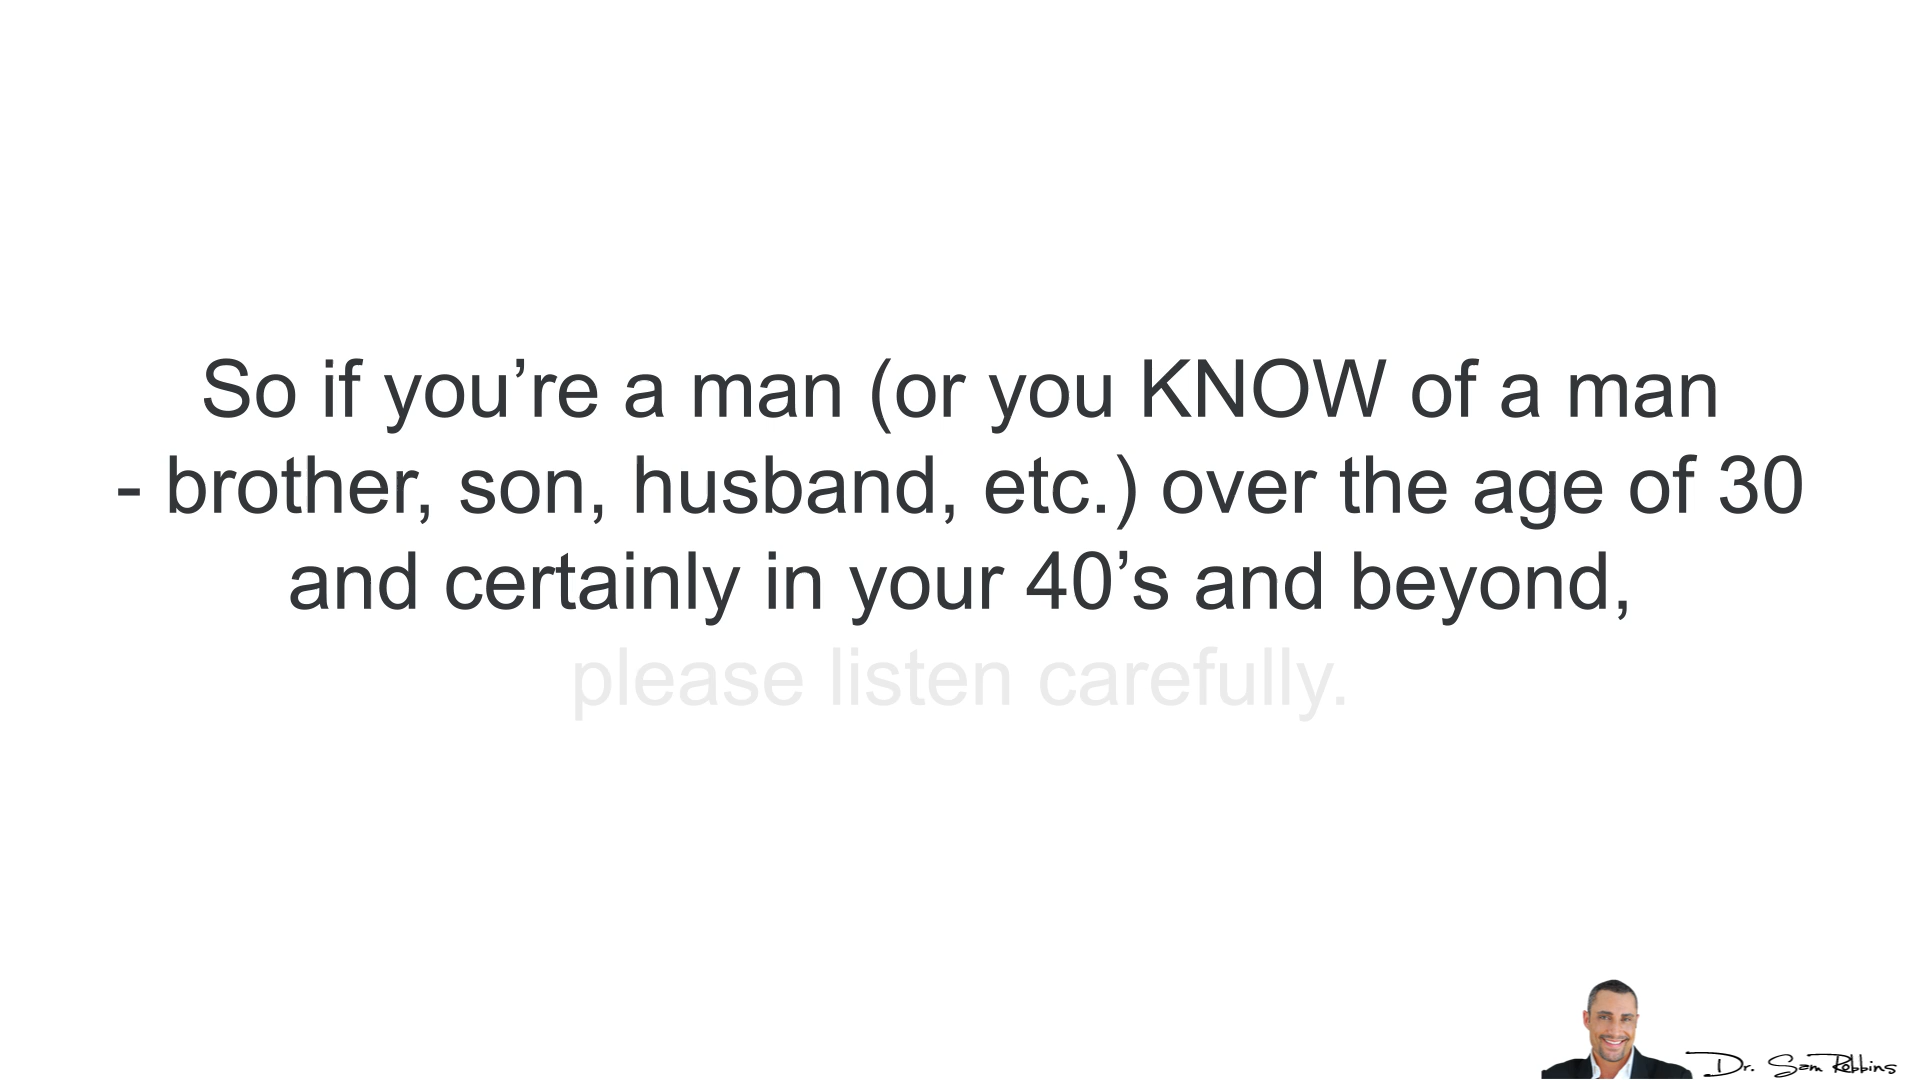 So if you’re a man (or you KNOW of a man
- brother, son, husband, etc.) over the age of 30
and certainly in your 40’s and beyond,
please listen carefully.
Dr. Sam Robbins